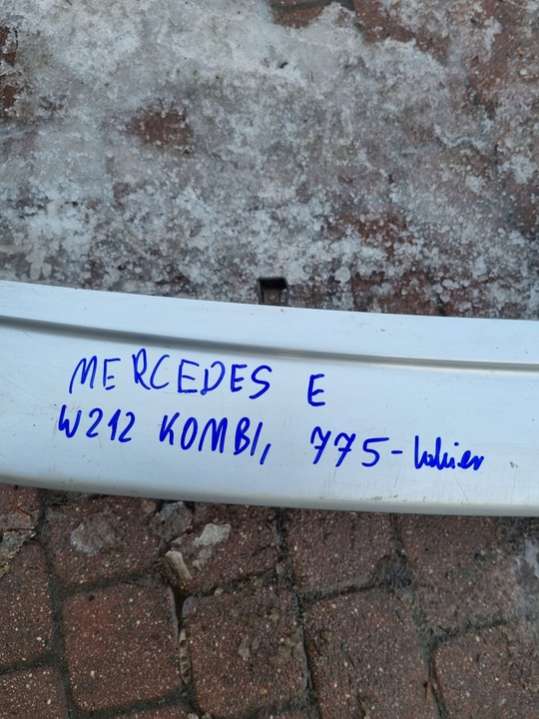 MERCEDES E
W212 KOMBI, 775-lakier